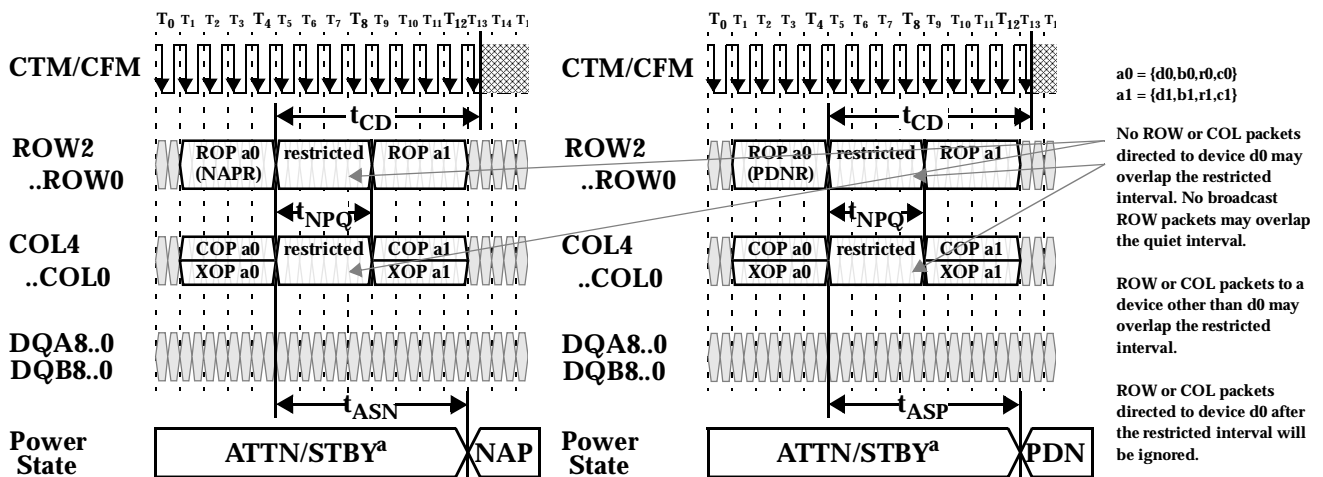 T0 T1 T2 T3 T4 T5 T6 T7 T8 T9 T10 T11 T12 T13 T14 T1
CTM/CFM
tCD
ROW2
..ROW0
ROP a0
(NAPR)
restricted
ROP a1
tNPQ
COL4
..COL0
COP a0
XOP a0
restricted
COP a1
XOP a1
DQA8..0
DQB8..0
tASN
Power
State
ATTN/STBYa
NAP
T0 T1 T2 T3 T4 T5 T6 T7 T8 T9 T10 T11 T12 T13 T1
CTM/CFM
tCD
ROW2
..ROW0
ROP a0
(PDNR)
restricted
ROP a1
tNPQ
COL4
..COL0
COP a0
XOP a0
restricted
COP a1
XOP a1
DQA8..0
DQB8..0
tASP
Power
State
ATTN/STBYa
PDN
a0 = {d0,b0,r0,c0}
a1 = {d1,b1,r1,c1}
No ROW or COL packets
directed to device d0 may
overlap the restricted
interval. No broadcast
ROW packets may overlap
the quiet interval.
ROW or COL packets to a
device other than d0 may
overlap the restricted
interval.
ROW or COL packets
directed to device d0 after
the restricted interval will
be ignored.